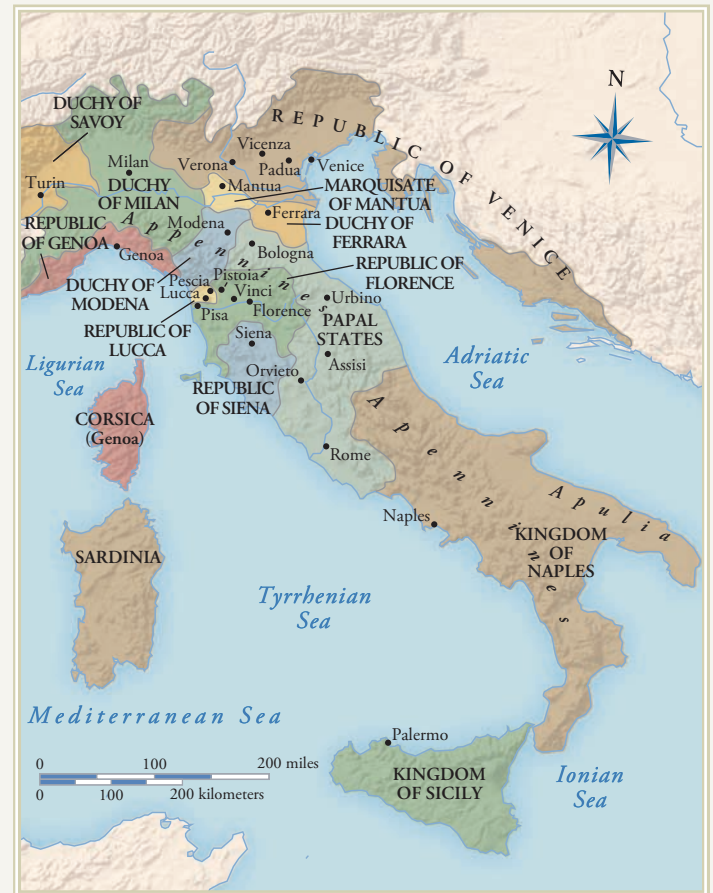 N
DUCHY OF
SAVOY
REPUBLIC OF VENICE
Vicenza
Milan
Verona
Padua
Venice
Turin
DUCHY
OF MILAN
Mantua
MARQUISATE
OF MANTUA
Appennines
Modena
Ferrara
DUCHY OF
FERRARA
REPUBLIC
OF GENOA
Genoa
Bologna
REPUBLIC OF
FLORENCE
DUCHY OF
MODENA
Pescia
Pistoia
Lucca
Vinci
Urbino
Pisa
Florence
REPUBLIC OF
LUCCA
Siena
PAPAL
STATES
Ligurian
Sea
Orvieto
Assisi
Adriatic
Sea
REPUBLIC
OF SIENA
CORSICA
(Genoa)
Rome
Apennines
Apulia
Naples
KINGDOM
OF
NAPLES
SARDINIA
Tyrrhenian
Sea
Mediterranean Sea
Palermo
0 100 200 miles
0 100 200 kilometers
KINGDOM
OF SICILY
Ionian
Sea